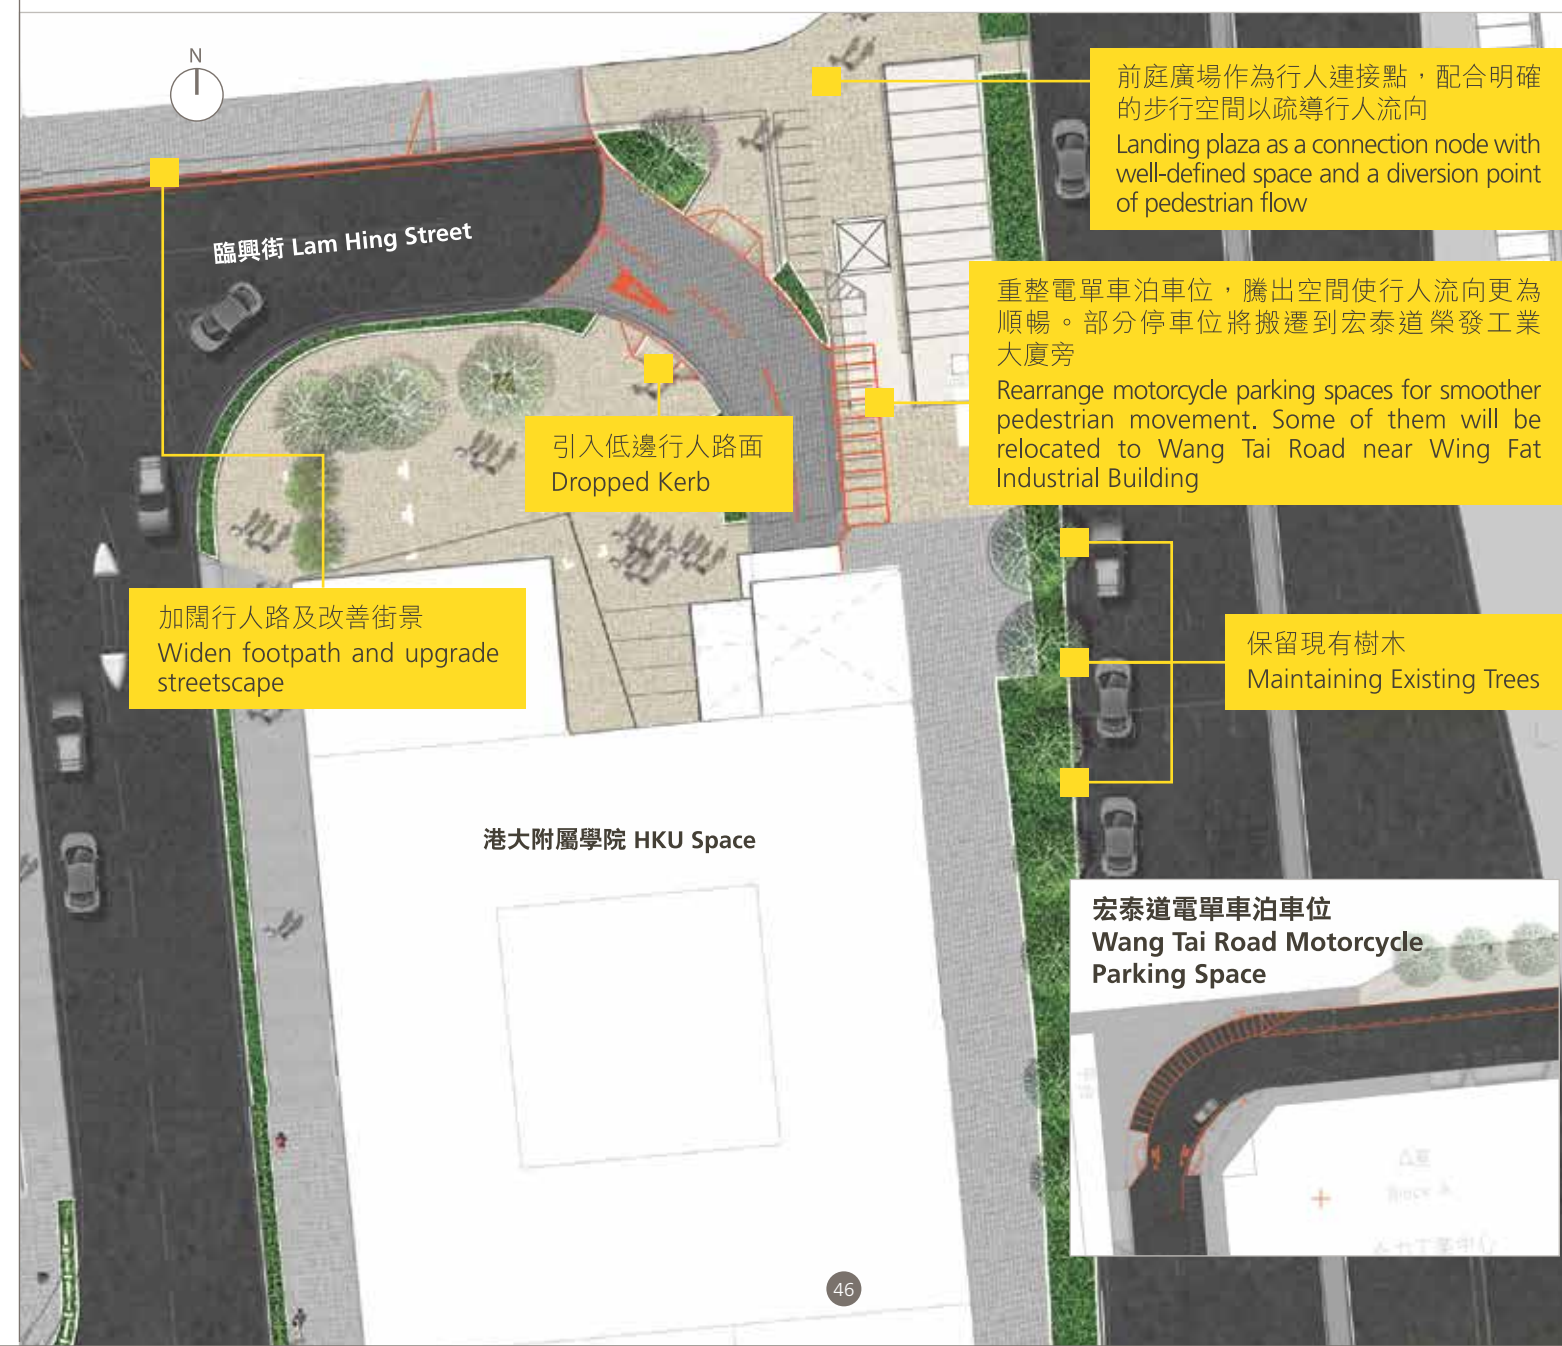 N
前庭廣場作為行人連接點，配合明確
的步行空間以疏導行人流向
Landing plaza as a connection node with
well-defined space and a diversion point
of pedestrian flow
臨興街 Lam Hing Street
重整電單車泊車位，騰出空間使行人流向更為
順暢。部分停車位將搬遷到宏泰道榮發工業
大廈旁
Rearrange motorcycle parking spaces for smoother
pedestrian movement. Some of them will be
relocated to Wang Tai Road near Wing Fat
Industrial Building
引入低邊行人路面
Dropped Kerb
加闊行人路及改善街景
Widen footpath and upgrade
streetscape
保留現有樹木
Maintaining Existing Trees
港大附屬學院 HKU Space
宏泰道電單車泊車位
Wang Tai Road Motorcycle
Parking Space
46